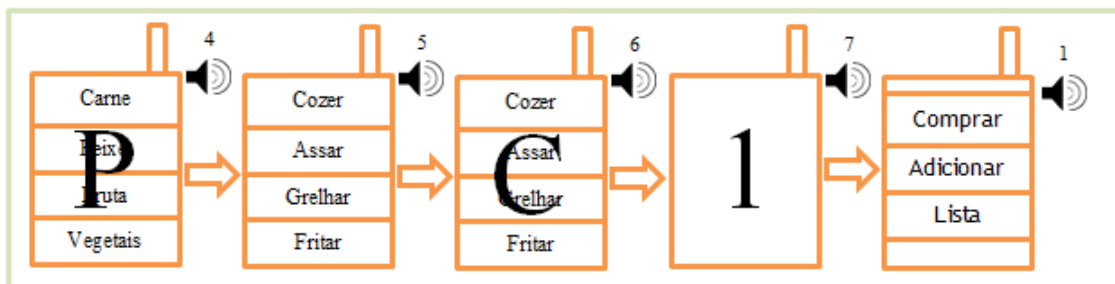 4
Carne
Peixe
Fruta
Vegetais
P
5
Cozer
Assar
Grelhar
Fritar
6
Cozer
Assar
Grelhar
Fritar
C
7
1
1
Comprar
Adicionar
Lista